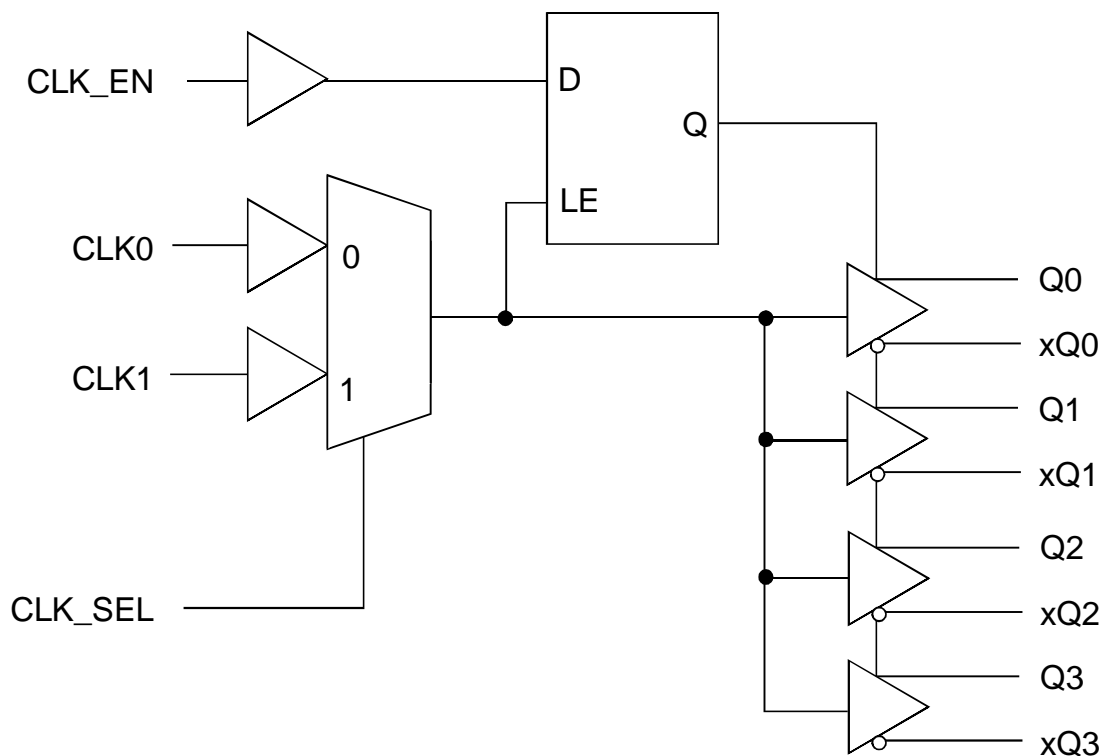 CLK_EN
D
Q
LE
CLK0
0
CLK1
1
CLK_SEL
Q0
xQ0
Q1
xQ1
Q2
xQ2
Q3
xQ3